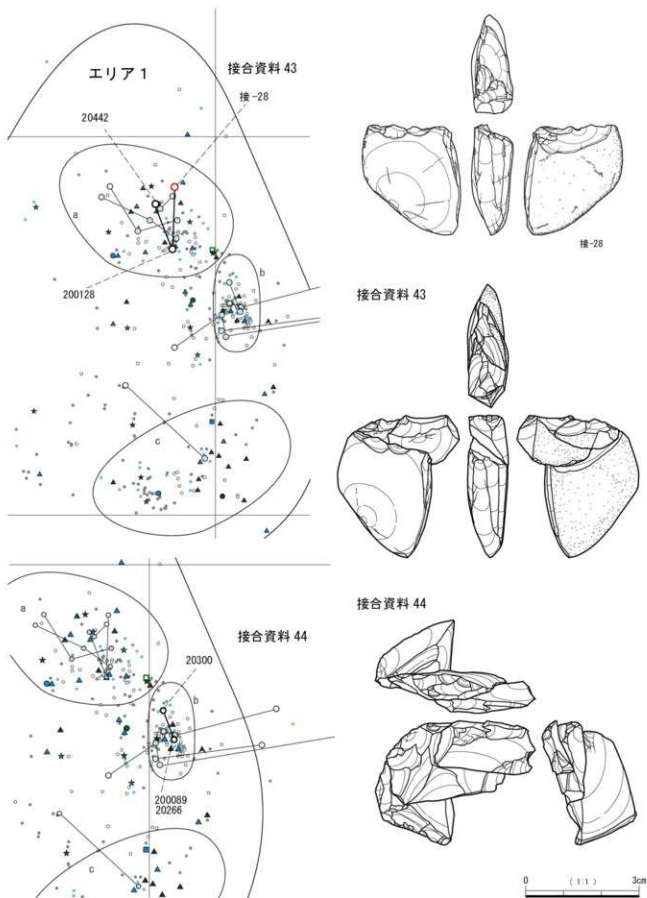 エリア 1
接合資料 43
20442
接-28
a
b
200128
c
接-28
接合資料 43
a
接合資料 44
20300
b
200089
20266
c
接合資料 44
0 (1:1) 3cm